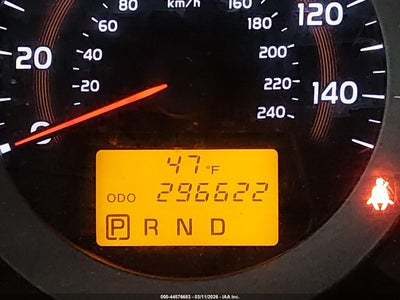 80 km/h 160
60 180 120
20 40 200
20 220 140
0 240
47 °F
ODO 296622
P R N D
000-44576683 - 03/11/2026 - IAA Inc.